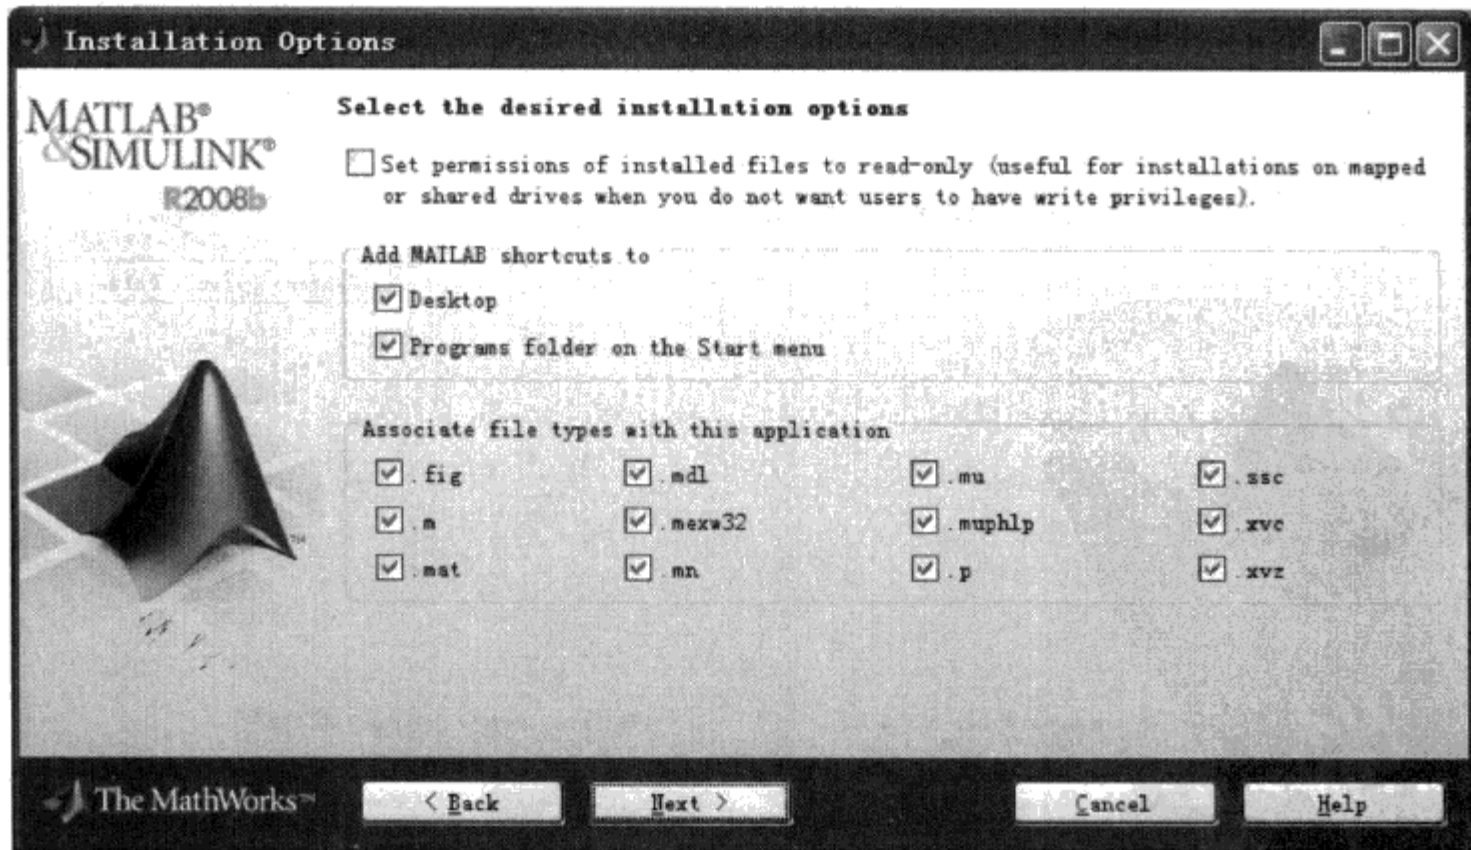 Installation Options
MATLAB®
&SIMULINK®
R2008b
Select the desired installation options
Set permissions of installed files to read-only (useful for installations on mapped
or shared drives when you do not want users to have write privileges).
Add MATLAB shortcuts to
Desktop
Programs folder on the Start menu
Associate file types with this application
.fig .mdl .mu .ssc
.m .mexw32 .muphlp .xvc
.mat .mn .p .xvz
TM
The MathWorks™
< Back Next > Cancel Help